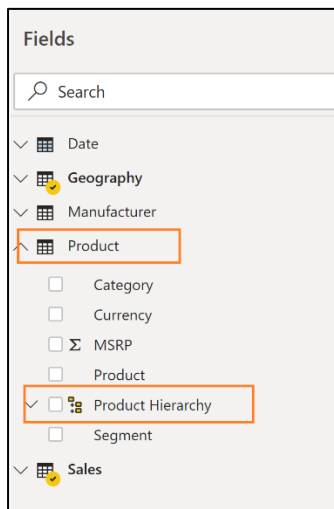 Fields
Search
Date
Geography
Manufacturer
Product
Category
Currency
Σ MSRP
Product
Product Hierarchy
Segment
Sales